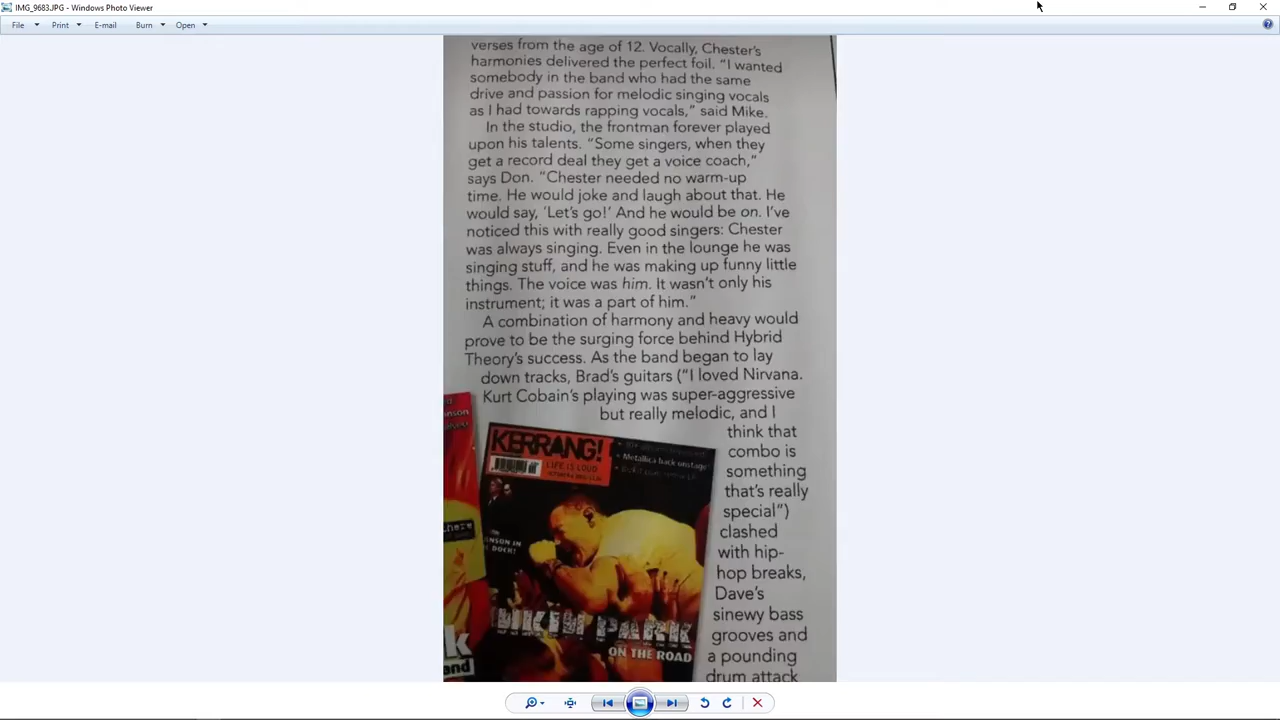 IMG_9683.JPG - Windows Photo Viewer
File Print E-mail Burn Open
verses from the age of 12. Vocally, Chester's
harmonies delivered the perfect foil. "I wanted
somebody in the band who had the same
drive and passion for melodic singing vocals
as I had towards rapping vocals," said Mike.
In the studio, the frontman forever played
upon his talents. "Some singers, when they
get a record deal they get a voice coach,"
says Don. "Chester needed no warm-up
time. He would joke and laugh about that. He
would say, 'Let's go!' And he would be on. I've
noticed this with really good singers: Chester
was always singing. Even in the lounge he was
singing stuff, and he was making up funny little
things. The voice was him. It wasn't only his
instrument; it was a part of him."
A combination of harmony and heavy would
prove to be the surging force behind Hybrid
Theory's success. As the band began to lay
down tracks, Brad's guitars ("I loved Nirvana.
Kurt Cobain's playing was super-aggressive
but really melodic, and I
think that
combo is
something
that's really
special")
clashed
with hip-
hop breaks,
Dave's
sinewy bass
grooves and
a pounding
drum attack
KERRANG!
LIFE IS LOUD
Metallica back onstage
NSON IN
DOCK!
LINKIN PARK
ON THE ROAD
here
k
and